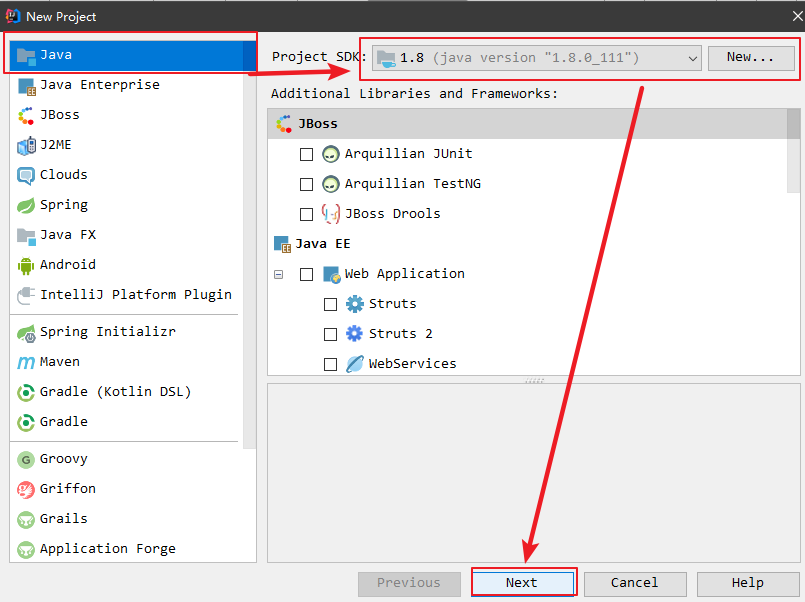 New Project
Java
Java Enterprise
JBoss
J2ME
Clouds
Spring
Java FX
Android
IntelliJ Platform Plugin
Spring Initializr
Maven
Gradle (Kotlin DSL)
Gradle
Groovy
Griffon
Grails
Application Forge
Project SDK: 1.8 (java version "1.8.0_111") New...
Additional Libraries and Frameworks:
JBoss
Arquillian JUnit
Arquillian TestNG
JBoss Drools
Java EE
Web Application
Struts
Struts 2
WebServices
Previous Next Cancel Help